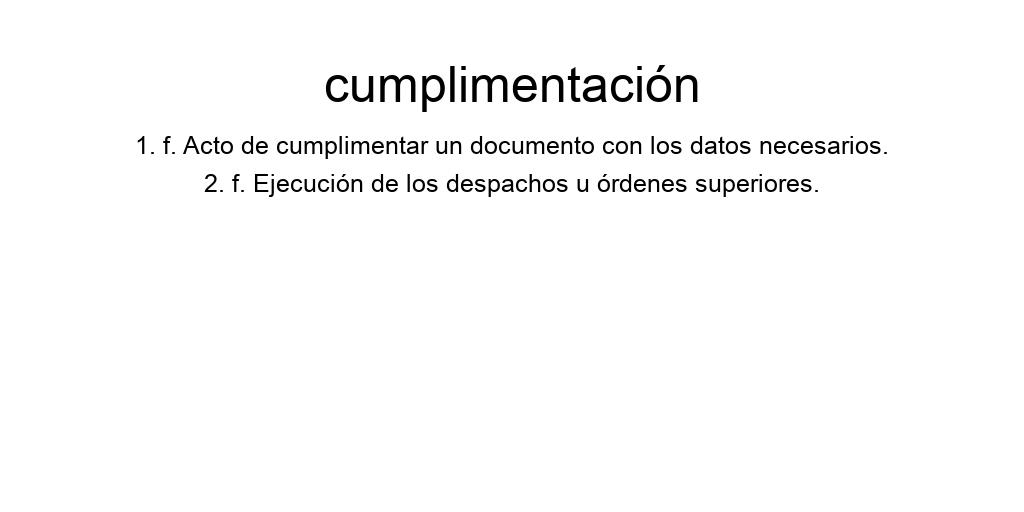 cumplimentación
1. f. Acto de cumplimentar un documento con los datos necesarios.
2. f. Ejecución de los despachos u órdenes superiores.